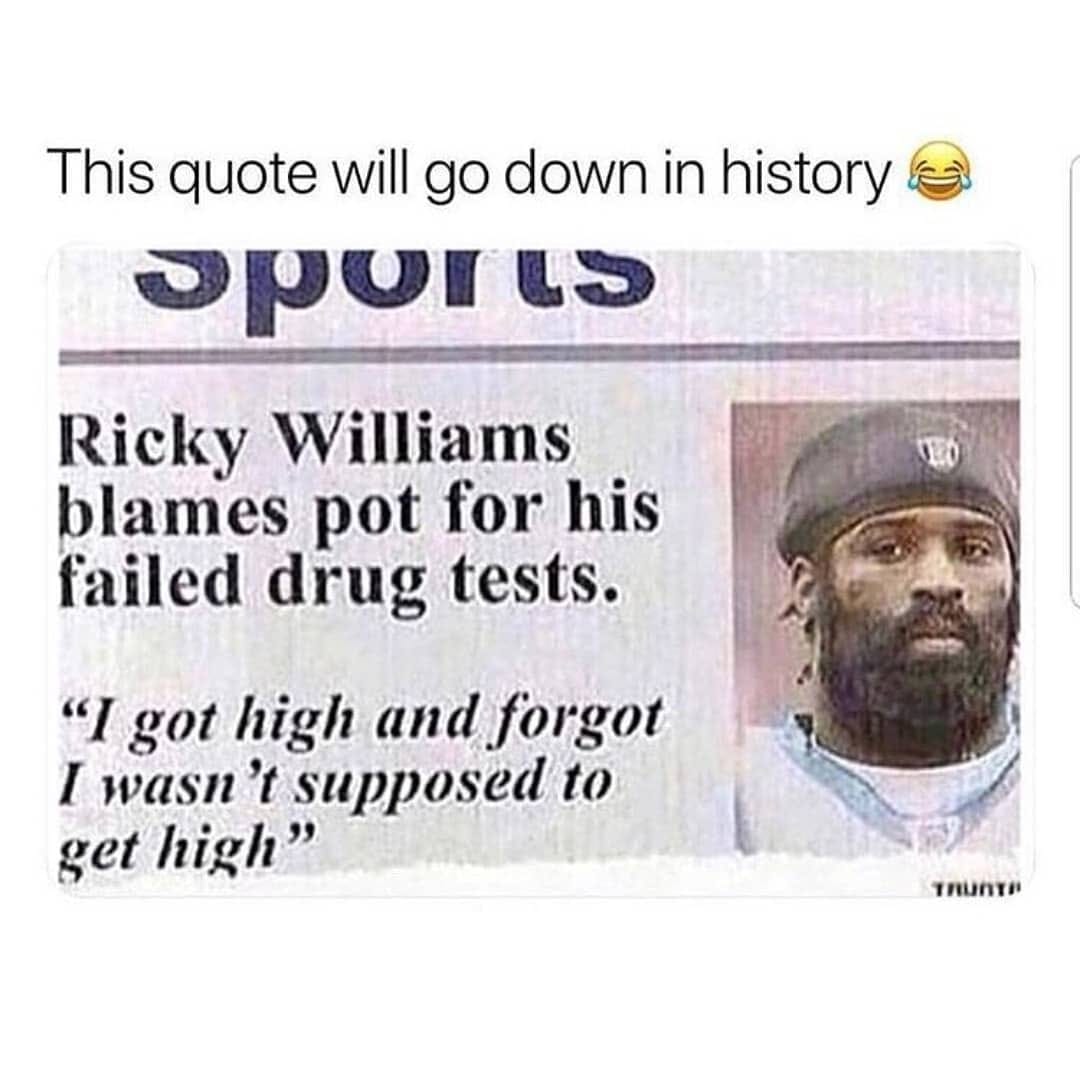 This quote will go down in history 😂
Sports
Ricky Williams
blames pot for his
failed drug tests.
“I got high and forgot
I wasn’t supposed to
get high”